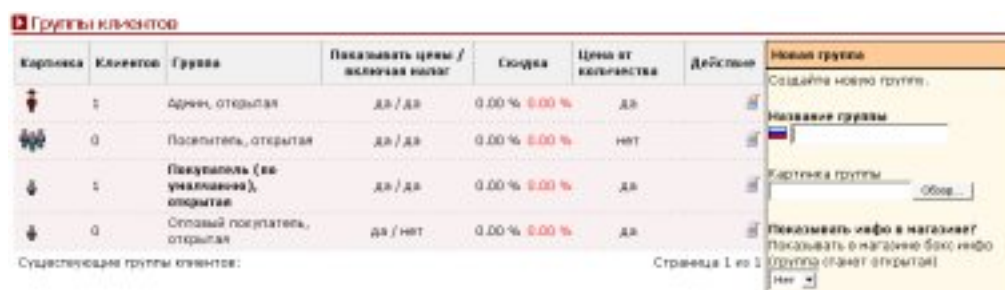 Группы клиентов
Картинка Клиентов Группа Показывать цены / включая налог Скидка Цена от количества Действие
1 Админ, открытая да / да 0.00 % 0.00 % да
0 Посетитель, открытая да / да 0.00 % 0.00 % нет
1 Покупатель (по умолчанию), открытая да / да 0.00 % 0.00 % да
0 Оптовый покупатель, открытая да / нет 0.00 % 0.00 % да
Существующие группы клиентов: Страница 1 из 1
Новая группа
Создайте новую группу.
Название группы
Картинка группы
Обзор...
Показывать инфо в магазине?
Показывать в магазине бокс инфо
(группа станет открытая)
Нет